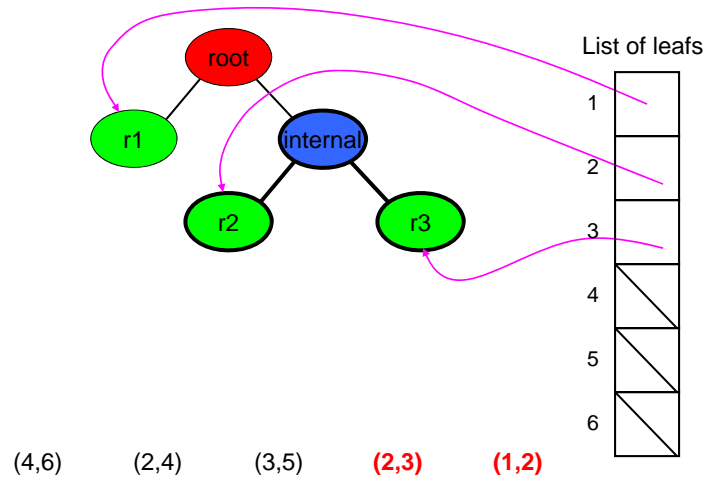 List of leafs
root
1
r1
internal
2
r2
r3
3
4
5
6
(4,6) (2,4) (3,5) (2,3) (1,2)